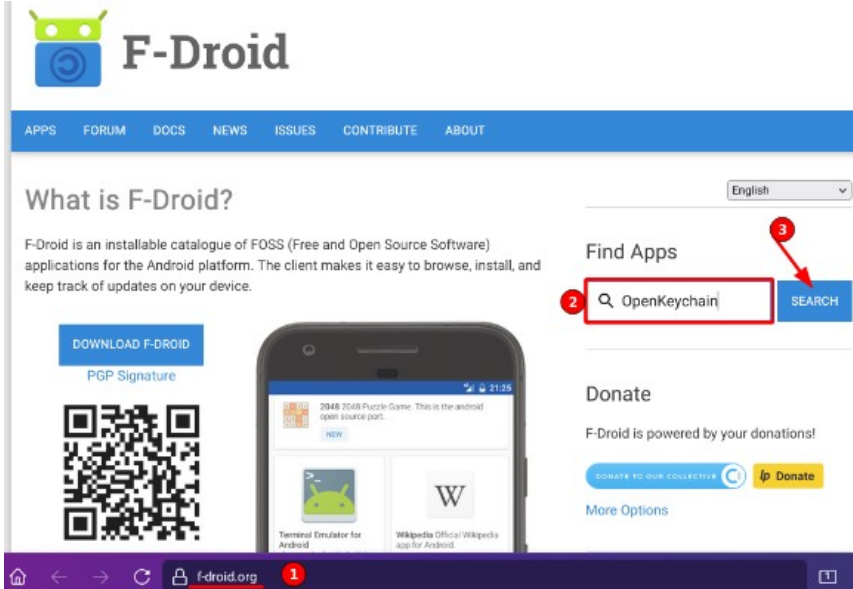 F-Droid
APPS FORUM DOCS NEWS ISSUES CONTRIBUTE ABOUT
What is F-Droid?
F-Droid is an installable catalogue of FOSS (Free and Open Source Software)
applications for the Android platform. The client makes it easy to browse, install, and
keep track of updates on your device.
DOWNLOAD F-DROID
PGP Signature
21:25
2048 2048 Puzzle Game. This is the android
open source port.
NEW
Terminal Emulator for
Android
W
Wikipedia Official Wikipedia
app for Android.
English
3
Find Apps
2
OpenKeychain
SEARCH
Donate
F-Droid is powered by your donations!
DONATE TO OUR COLLECTIVE
lp Donate
More Options
f-droid.org
1
1